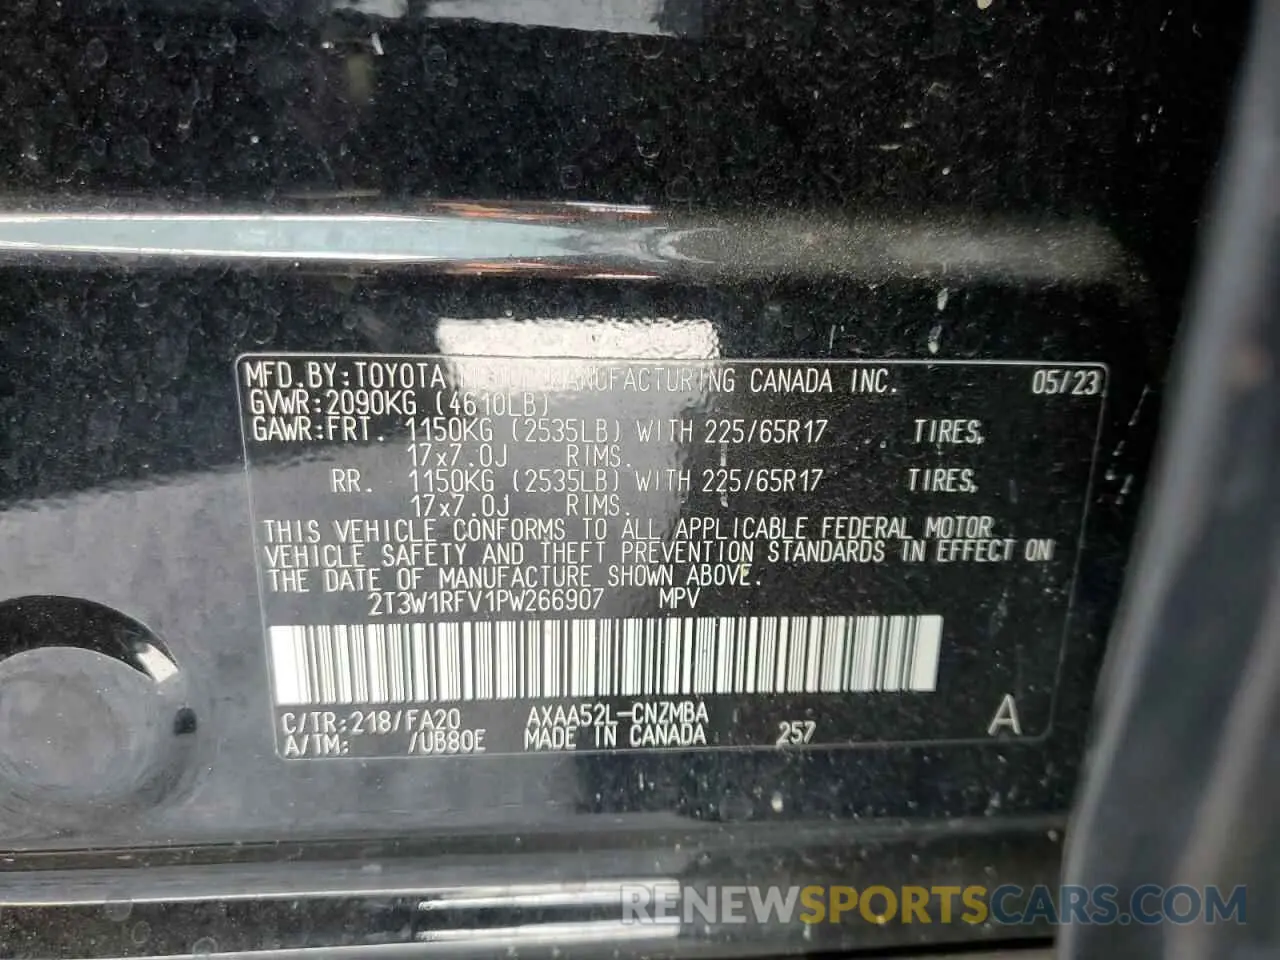 MFD.BY:TOYOTA MOTOR MANUFACTURING CANADA INC. 05/23
GVWR:2090KG (4610LB)
GAWR:FRT. 1150KG (2535LB) WITH 225/65R17 TIRES,
17x7.0J RIMS.
RR. 1150KG (2535LB) WITH 225/65R17 TIRES,
17x7.0J RIMS.
THIS VEHICLE CONFORMS TO ALL APPLICABLE FEDERAL MOTOR
VEHICLE SAFETY AND THEFT PREVENTION STANDARDS IN EFFECT ON
THE DATE OF MANUFACTURE SHOWN ABOVE.
2T3W1RFV1PW266907 MPV
C/TR:218/FA20 AXAA52L-CNZMBA
A/TM: /UB80E MADE IN CANADA 257 A
RENEWSPORTSCARS.COM